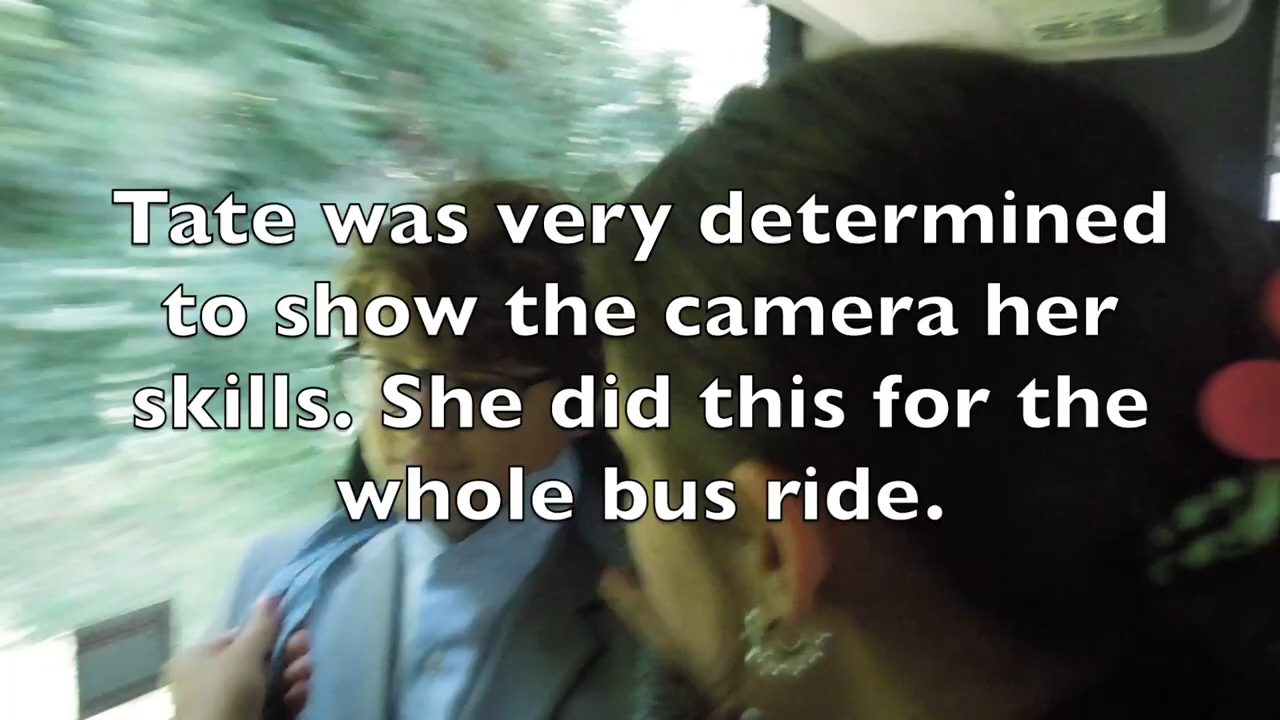 Tate was very determined
to show the camera her
skills. She did this for the
whole bus ride.